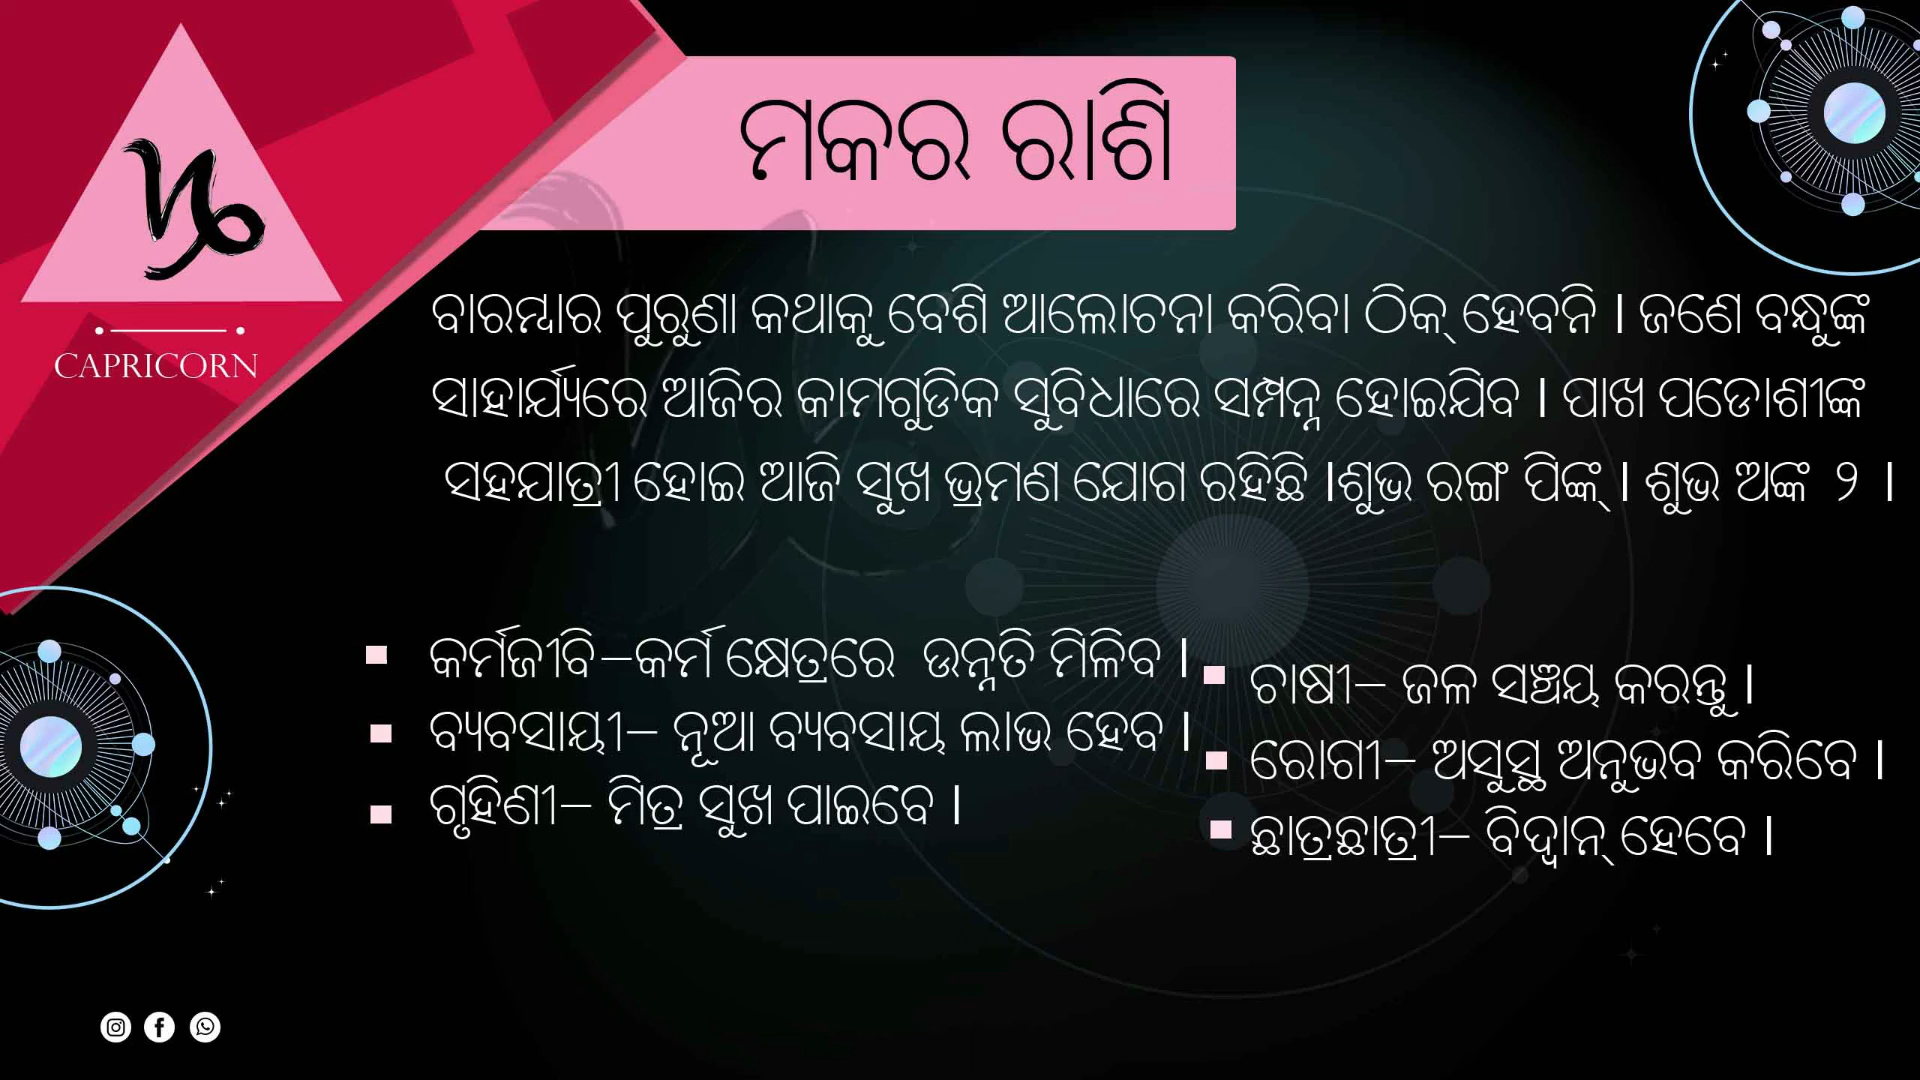 ମକର ରାଶି
CAPRICORN
ବାରମ୍ଭାର ପୁରୁଣା କଥାକୁ ବେଶି ଆଲୋଚନା କରିବା ଠିକ୍ ହେବନି । ଜଣେ ବନ୍ଧୁଙ୍କ
ସାହାର୍ଯ୍ୟରେ ଆଜିର କାମଗୁଡିକ ସୁବିଧାରେ ସମ୍ପନ୍ନ ହୋଇଯିବ । ପାଖ ପଡୋଶୀଙ୍କ
ସହଯାତ୍ରୀ ହୋଇ ଆଜି ସୁଖ ଭ୍ରମଣ ଯୋଗ ରହିଛି ।ଶୁଭ ରଙ୍ଗ ପିଙ୍କ୍ । ଶୁଭ ଅଙ୍କ ୨ ।
କର୍ମଜୀବି–କର୍ମ କ୍ଷେତ୍ରରେ ଉନ୍ନତି ମିଳିବ ।
ବ୍ୟବସାୟୀ– ନୂଆ ବ୍ୟବସାୟ ଲାଭ ହେବ ।
ଗୃହିଣୀ– ମିତ୍ର ସୁଖ ପାଇବେ ।
ଚାଷୀ– ଜଳ ସଞ୍ଚୟ କରନ୍ତୁ ।
ରୋଗୀ– ଅସୁସ୍ଥ ଅନୁଭବ କରିବେ ।
ଛାତ୍ରଛାତ୍ରୀ– ବିଦ୍ୱାନ୍ ହେବେ ।